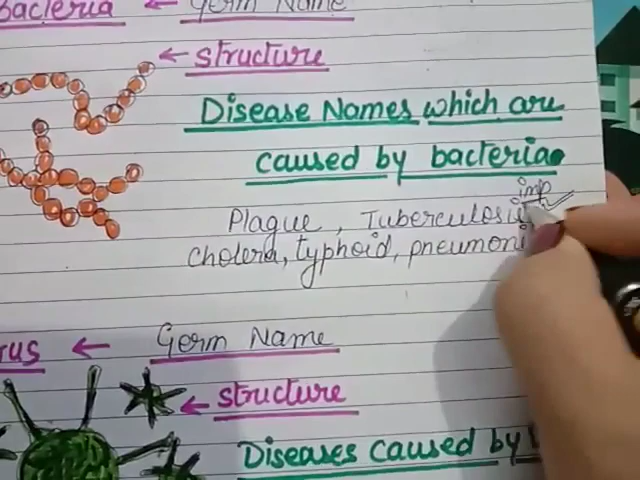 Bacteria ← Germ Name
← structure
Disease Names which are
caused by bacteria
imp
Plague, Tuberculosis
cholera, typhoid, pneumoni
← Germ Name
← structure
Diseases caused by